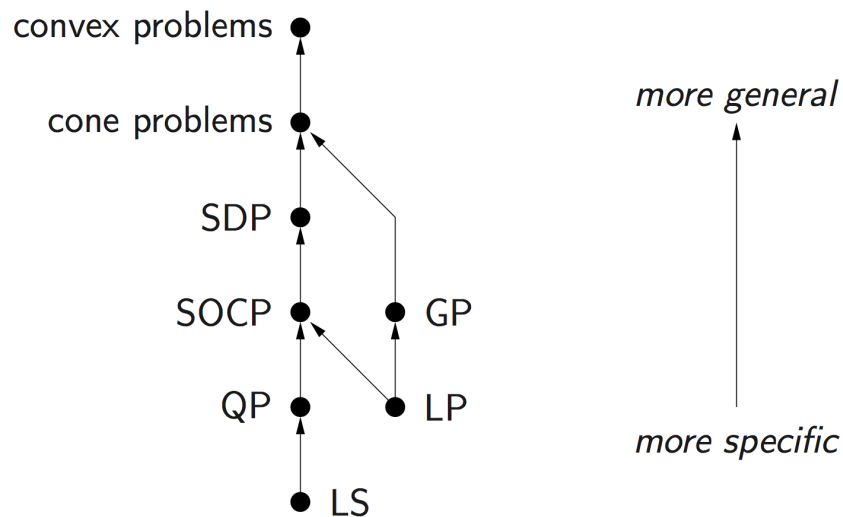 convex problems
cone problems
more general
SDP
SOCP
GP
QP
LP
more specific
LS